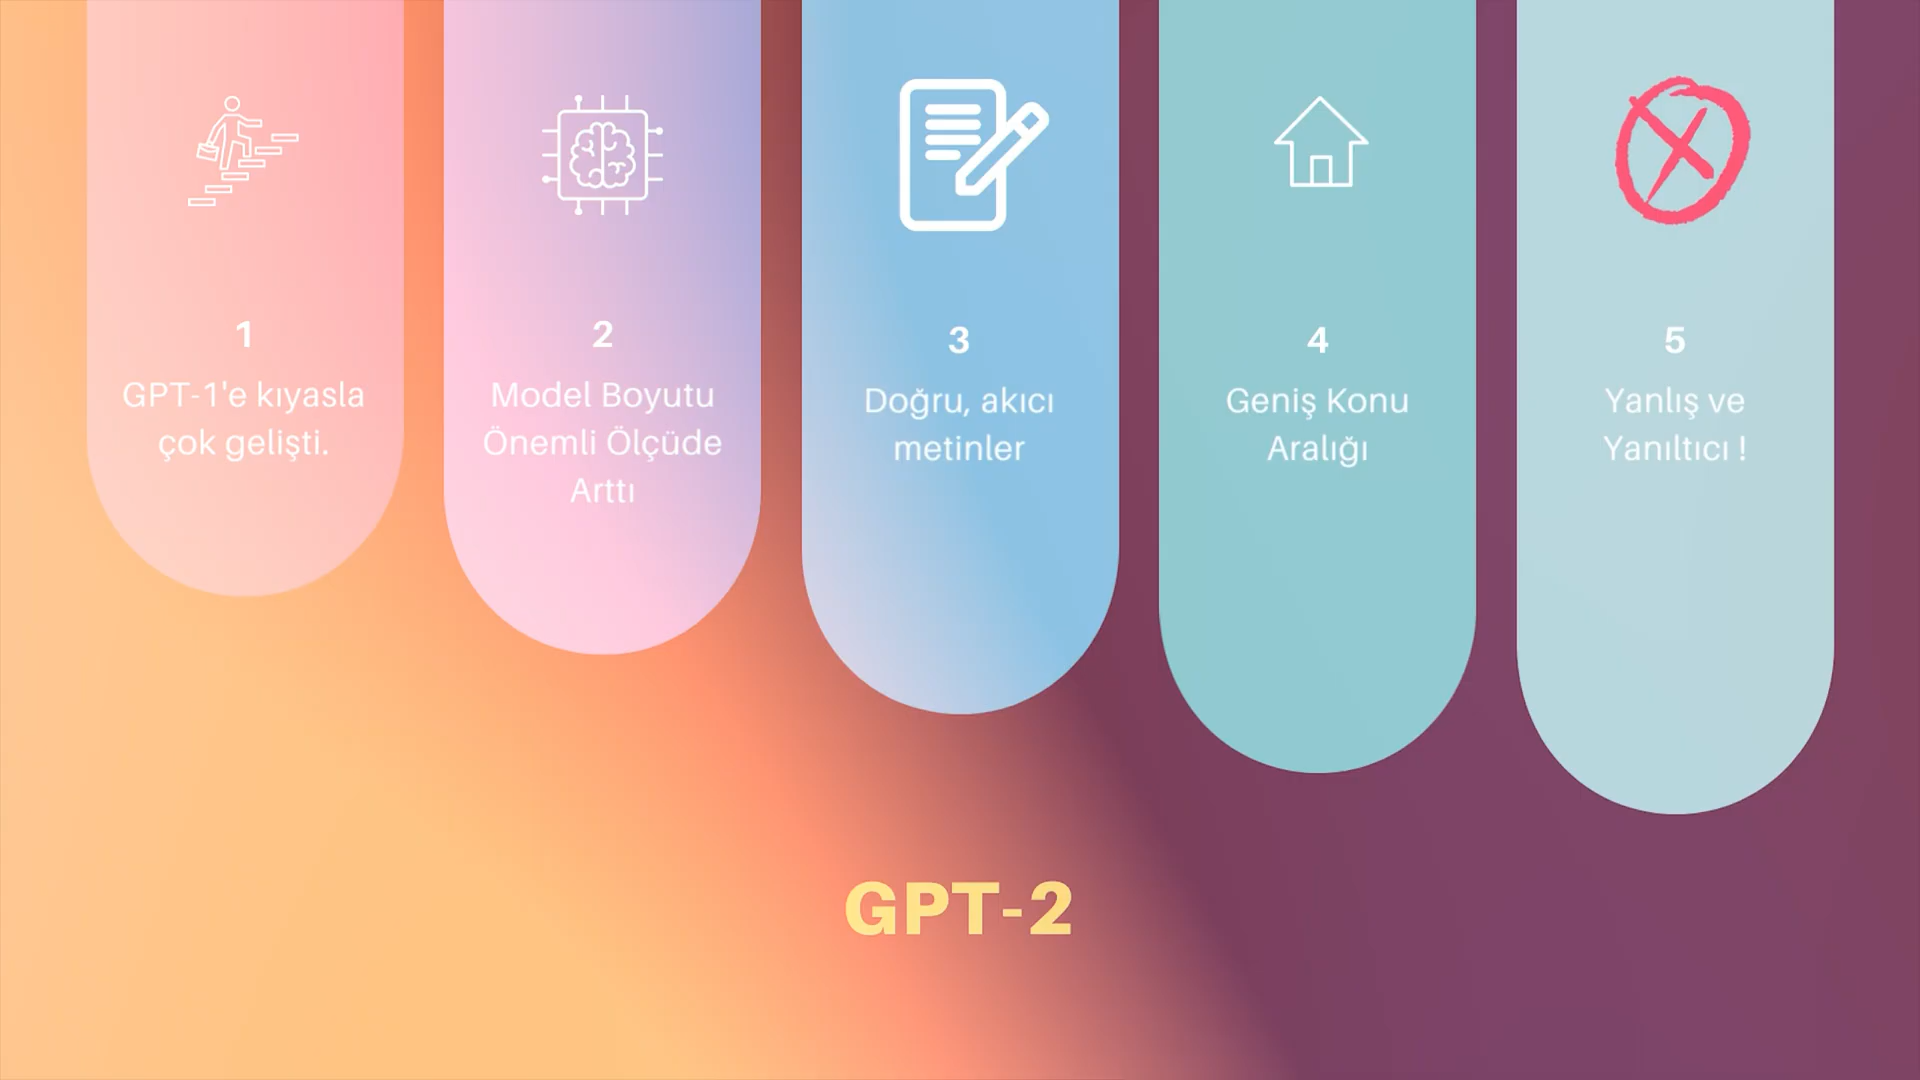 1
GPT-1'e kıyasla
çok gelişti.
2
Model Boyutu
Önemli Ölçüde
Arttı
3
Doğru, akıcı
metinler
4
Geniş Konu
Aralığı
5
Yanlış ve
Yanıltıcı !
GPT-2